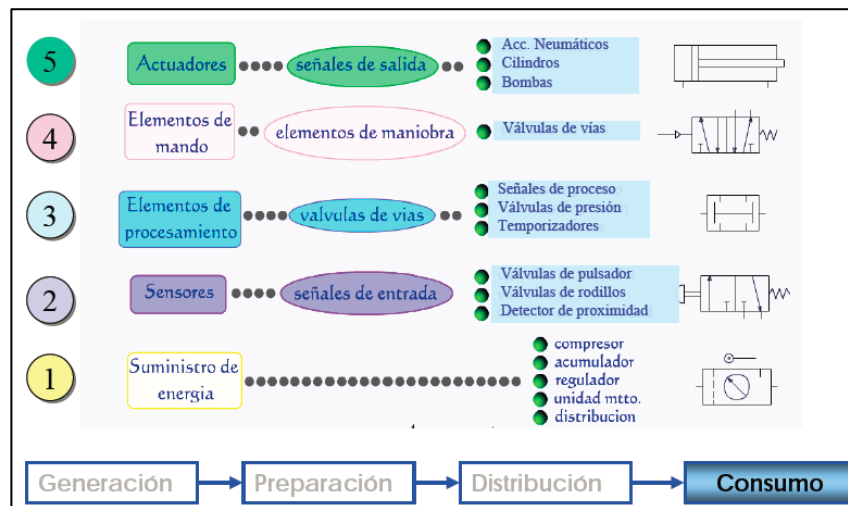 5
Actuadores
señales de salida
Acc. Neumáticos
Cilindros
Bombas
4
Elementos de
mando
elementos de maniobra
Válvulas de vías
3
Elementos de
procesamiento
valvulas de vias
Señales de proceso
Válvulas de presión
Temporizadores
2
Sensores
señales de entrada
Válvulas de pulsador
Válvulas de rodillos
Detector de proximidad
1
Suministro de
energia
compresor
acumulador
regulador
unidad mtto.
distribucion
Generación
Preparación
Distribución
Consumo